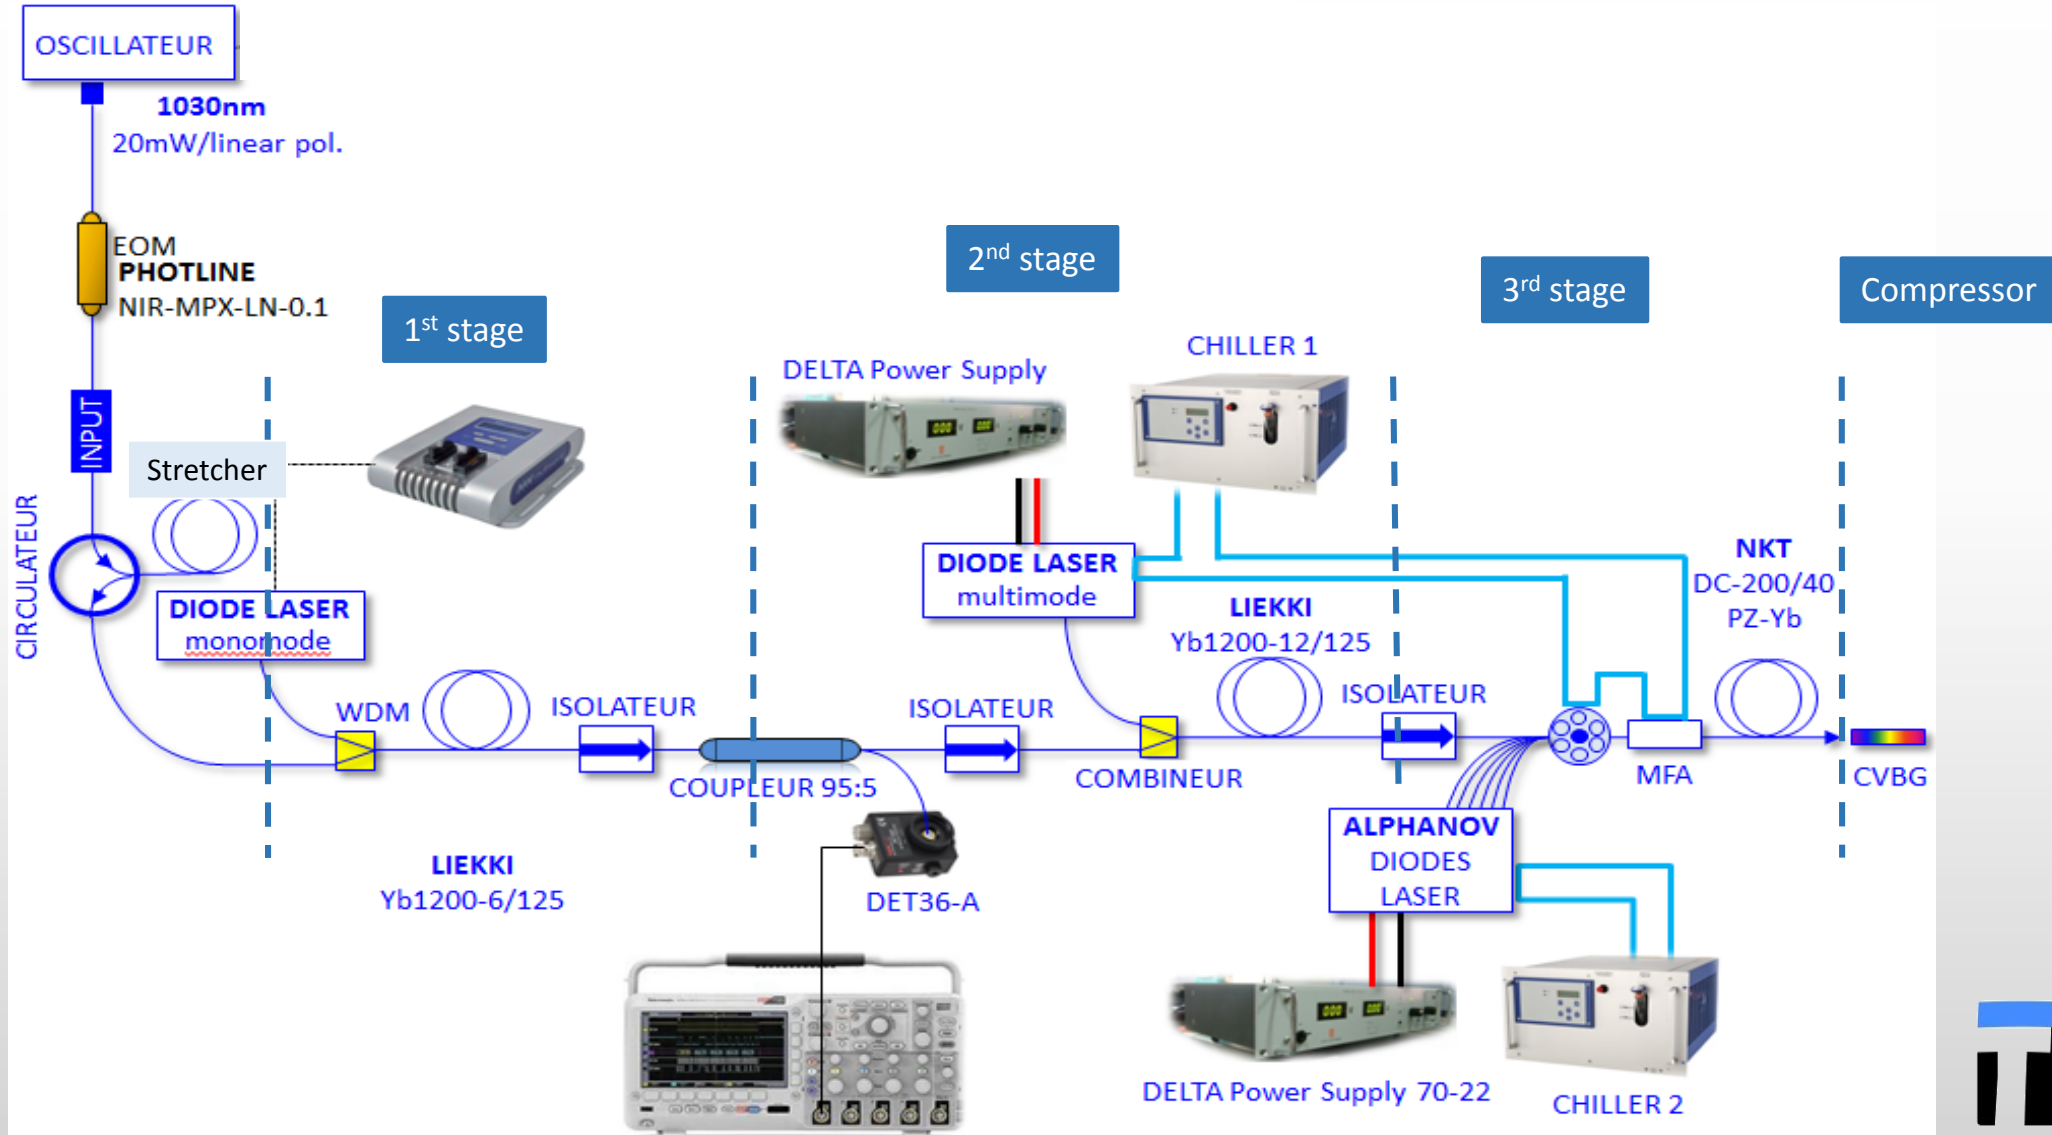 OSCILLATEUR
1030nm
20mW/linear pol.
EOM
PHOTLINE
NIR-MPX-LN-0.1
INPUT
CIRCULATEUR
Stretcher
1st stage
DIODE LASER
monomode
WDM
ISOLATEUR
LIEKKI
Yb1200-6/125
COUPLEUR 95:5
DET36-A
2nd stage
DELTA Power Supply
CHILLER 1
DIODE LASER
multimode
ISOLATEUR
COMBINEUR
LIEKKI
Yb1200-12/125
ISOLATEUR
3rd stage
ALPHANOV
DIODES
LASER
DELTA Power Supply 70-22
CHILLER 2
MFA
NKT
DC-200/40
PZ-Yb
Compressor
CVBG